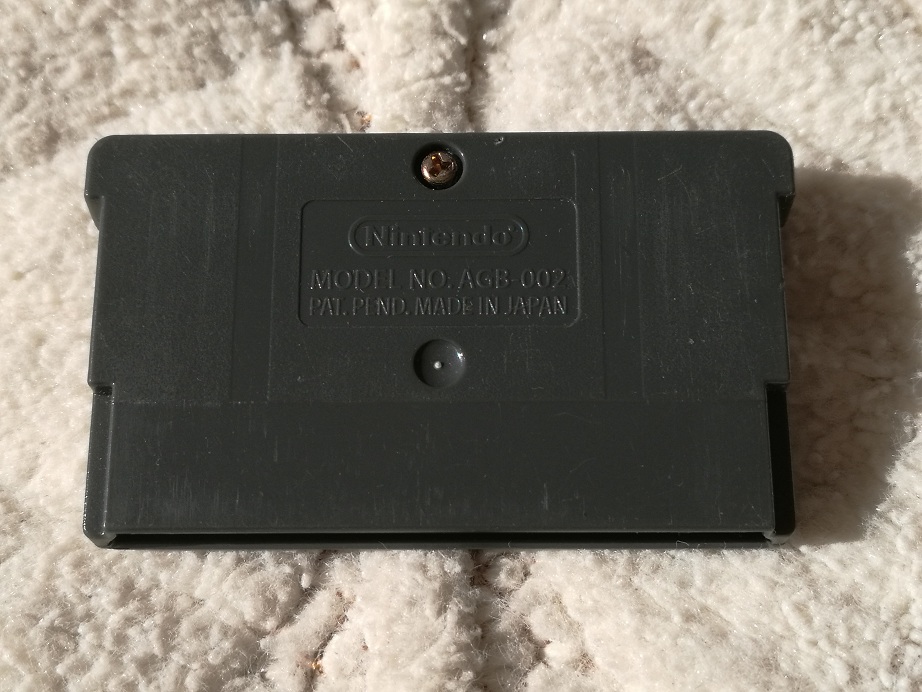 Nintendo®
MODEL NO: AGB-002
PAT. PEND. MADE IN JAPAN